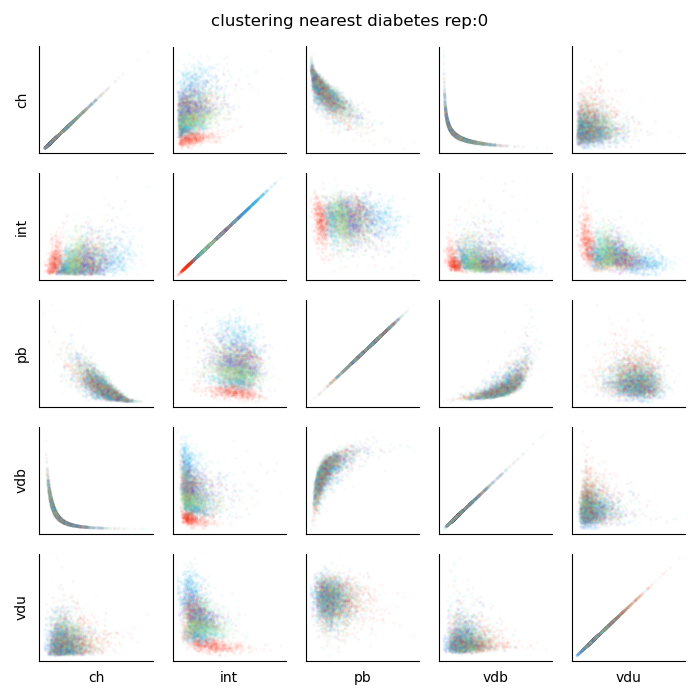 clustering nearest diabetes rep:0
ch
int
pb
vdb
vdu
ch int pb vdb vdu